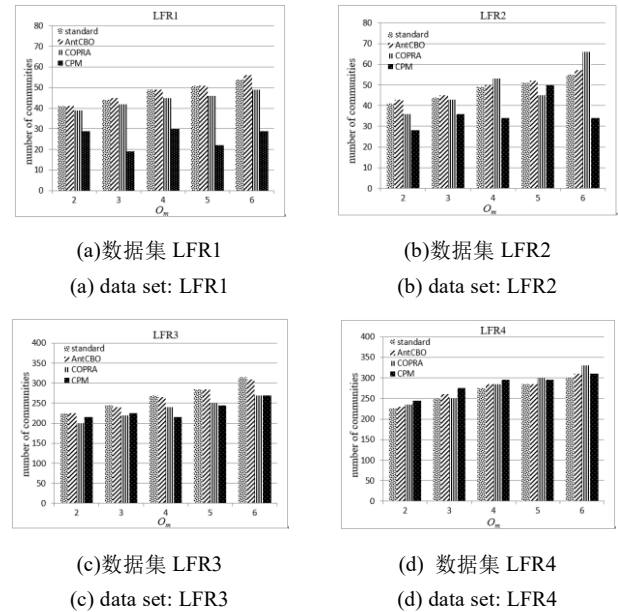 LFR1
80
70
60
50
40
30
20
10
0
number of communities
standard
AntCBO
COPRA
CPM
2 3 4 5 6
Om
LFR2
80
70
60
50
40
30
20
10
0
number of communities
standard
AntCBO
COPRA
CPM
2 3 4 5 6
Om
(a)数据集 LFR1
(b)数据集 LFR2
(a) data set: LFR1
(b) data set: LFR2
LFR3
400
350
300
250
200
150
100
50
0
number of communities
standard
AntCBO
COPRA
CPM
2 3 4 5 6
Om
LFR4
400
350
300
250
200
150
100
50
0
number of communities
standard
AntCBO
COPRA
CPM
2 3 4 5 6
Om
(c)数据集 LFR3
(d) 数据集 LFR4
(c) data set: LFR3
(d) data set: LFR4